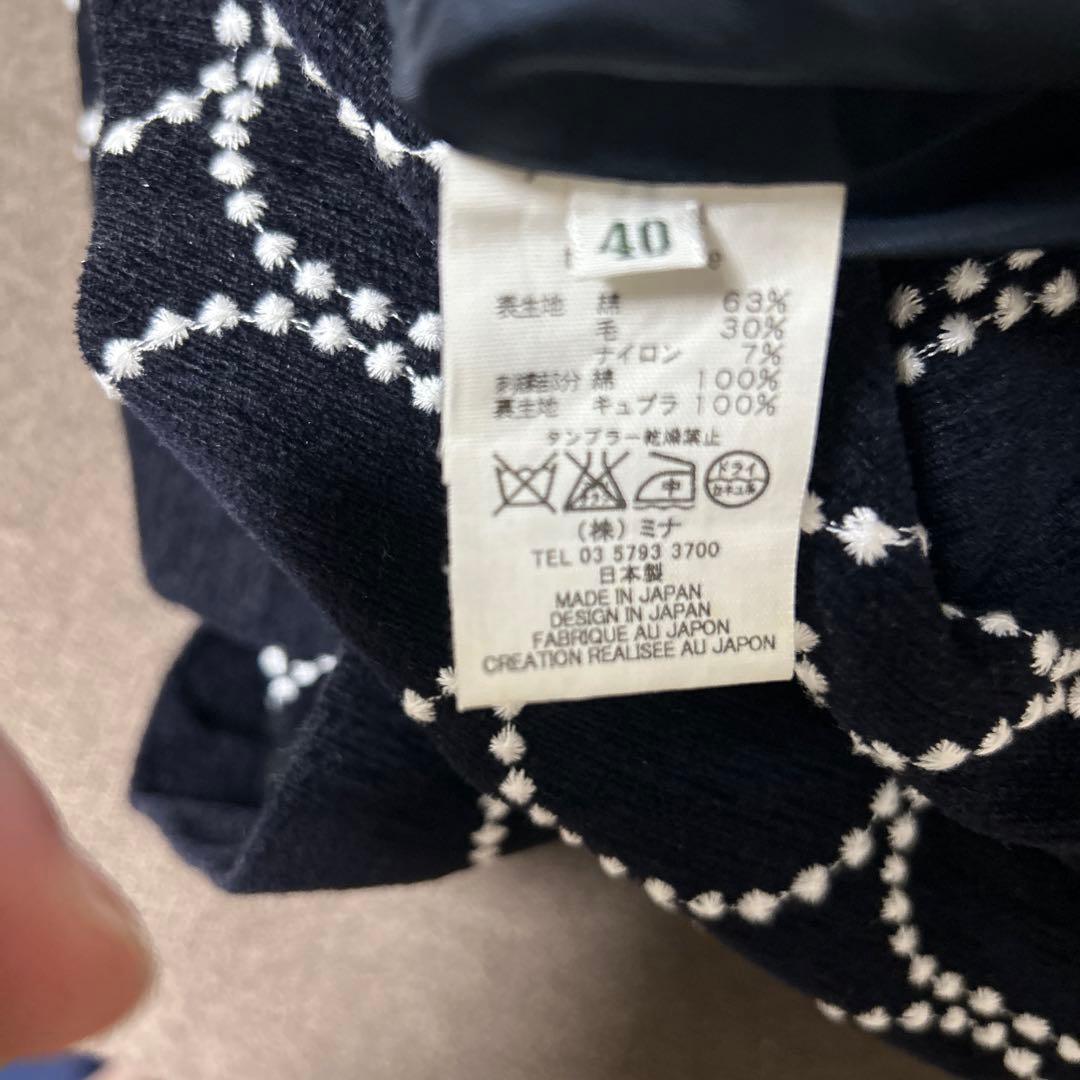 40
表生地 綿 63%
毛 30%
ナイロン 7%
刺繍部分 綿 100%
裏生地 キュプラ 100%
タンブラー乾燥禁止
中 ドライ
セキユ系
(株)ミナ
TEL 03 5793 3700
日本製
MADE IN JAPAN
DESIGN IN JAPAN
FABRIQUE AU JAPON
CREATION REALISEE AU JAPON